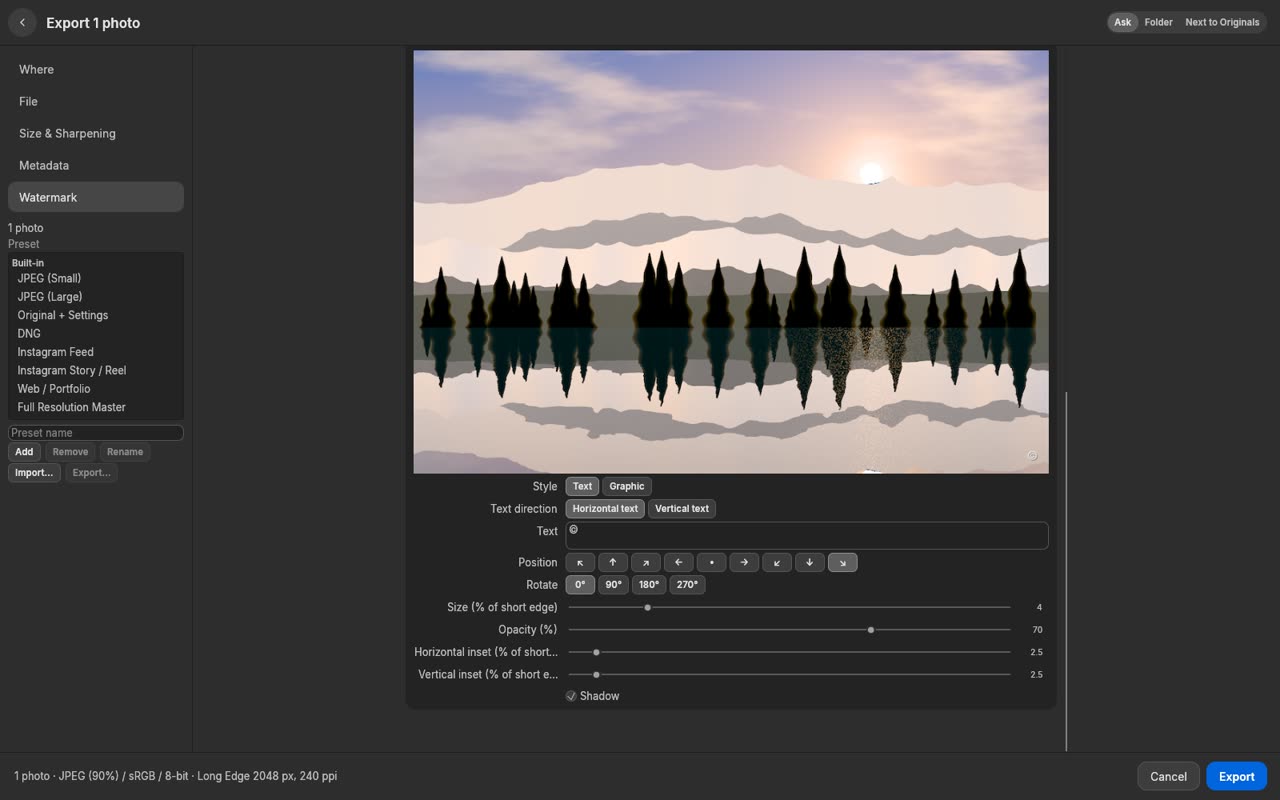 Export 1 photo
Ask Folder Next to Originals
Where
File
Size & Sharpening
Metadata
Watermark
1 photo
Preset
Built-in
JPEG (Small)
JPEG (Large)
Original + Settings
DNG
Instagram Feed
Instagram Story / Reel
Web / Portfolio
Full Resolution Master
Preset name
Add Remove Rename
Import... Export...
©
Style Text Graphic
Text direction Horizontal text Vertical text
Text ©
Position ↖ ↑ ↗ ← • → ↙ ↓ ↘
Rotate 0° 90° 180° 270°
Size (% of short edge) 4
Opacity (%) 70
Horizontal inset (% of short... 2.5
Vertical inset (% of short e... 2.5
Shadow
1 photo · JPEG (90%) / sRGB / 8-bit · Long Edge 2048 px, 240 ppi
Cancel Export